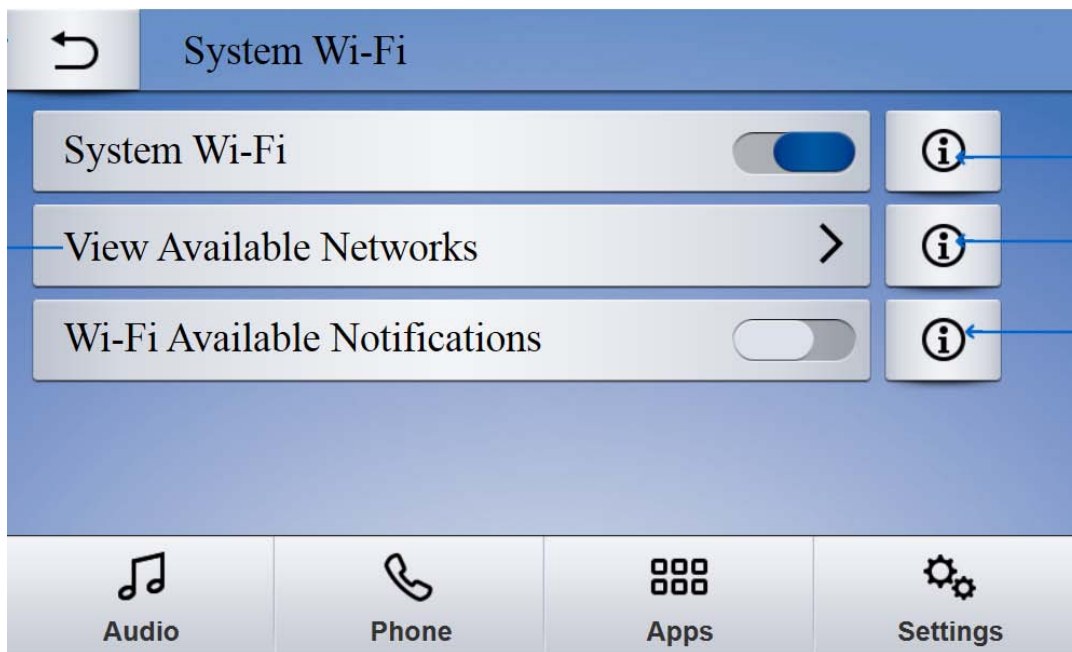 System Wi-Fi
System Wi-Fi
View Available Networks
Wi-Fi Available Notifications
Audio Phone Apps Settings